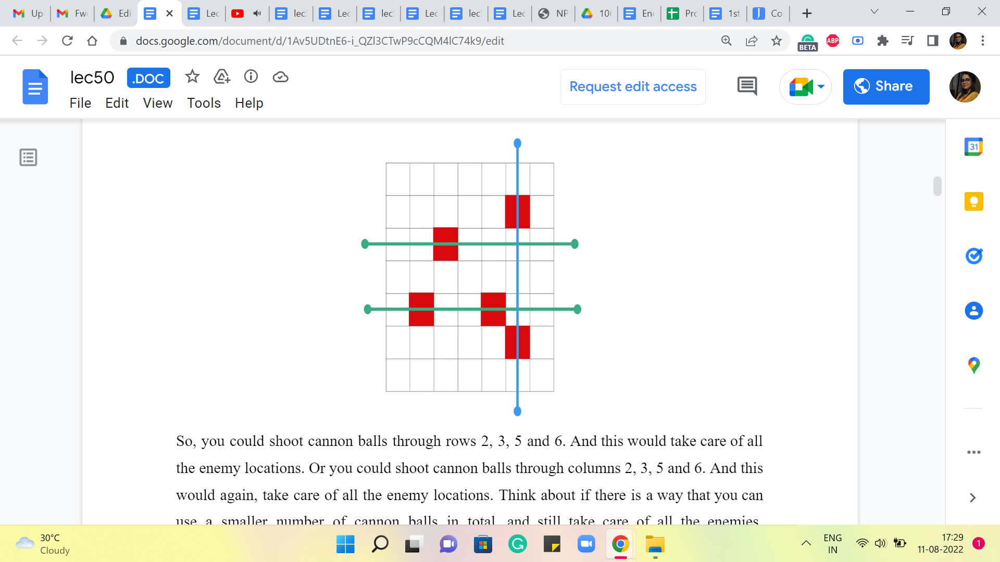 Up
Fwd
Edi
Lec
lec
Lec
lec
Lec
lec
Lec
NP
10
End
Pro
1st
Co
docs.google.com/document/d/1Av5UDtnE6-i_QZl3CTwP9cCQM4lC74k9/edit
ABP
BETA
lec50
.DOC
File Edit View Tools Help
Request edit access
Share
31
So, you could shoot cannon balls through rows 2, 3, 5 and 6. And this would take care of all
the enemy locations. Or you could shoot cannon balls through columns 2, 3, 5 and 6. And this
would again, take care of all the enemy locations. Think about if there is a way that you can
use a smaller number of cannon balls in total, and still take care of all the enemies.
30°C
Cloudy
ENG
IN
17:29
11-08-2022
1